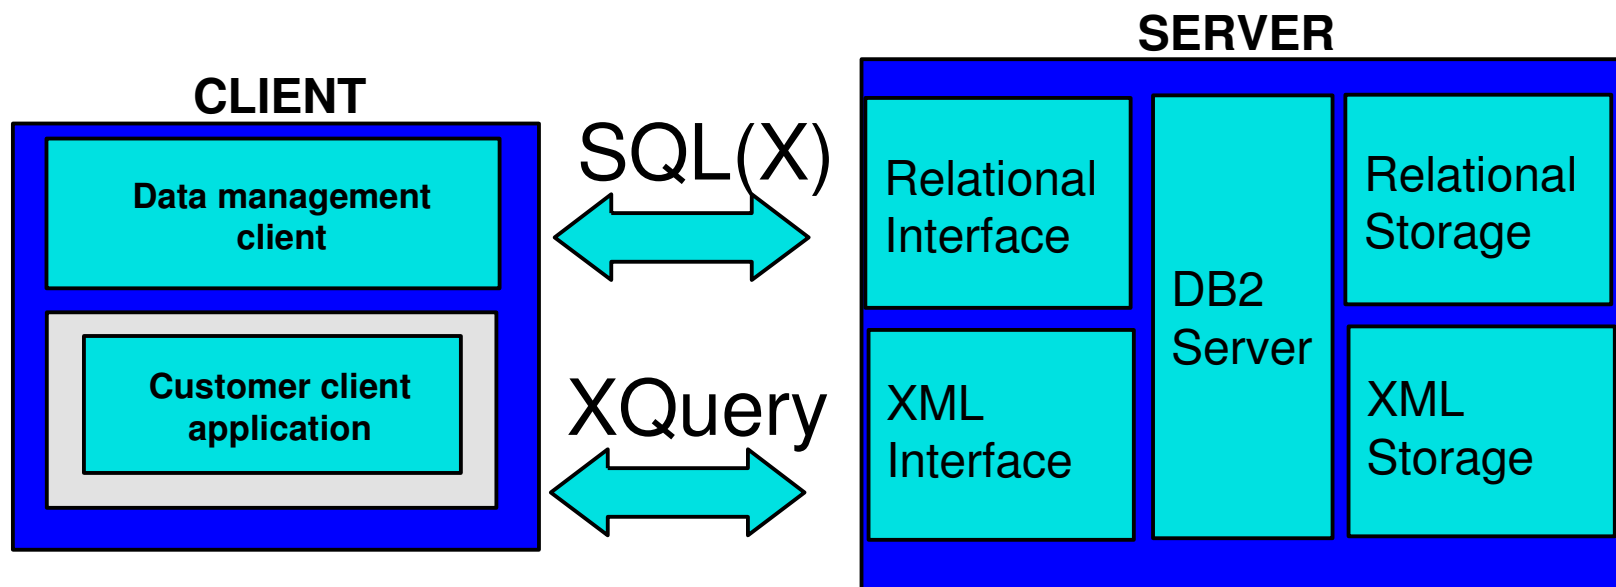 CLIENT
Data management
client
Customer client
application
SQL(X)
XQuery
SERVER
Relational
Interface
XML
Interface
DB2
Server
Relational
Storage
XML
Storage